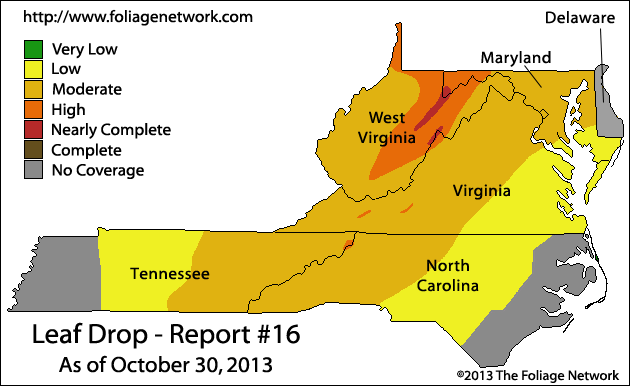 http://www.foliagenetwork.com
Delaware
Very Low
Low
Moderate
High
Nearly Complete
Complete
No Coverage
Maryland
West
Virginia
Virginia
Tennessee
North
Carolina
Leaf Drop - Report #16
As of October 30, 2013
©2013 The Foliage Network